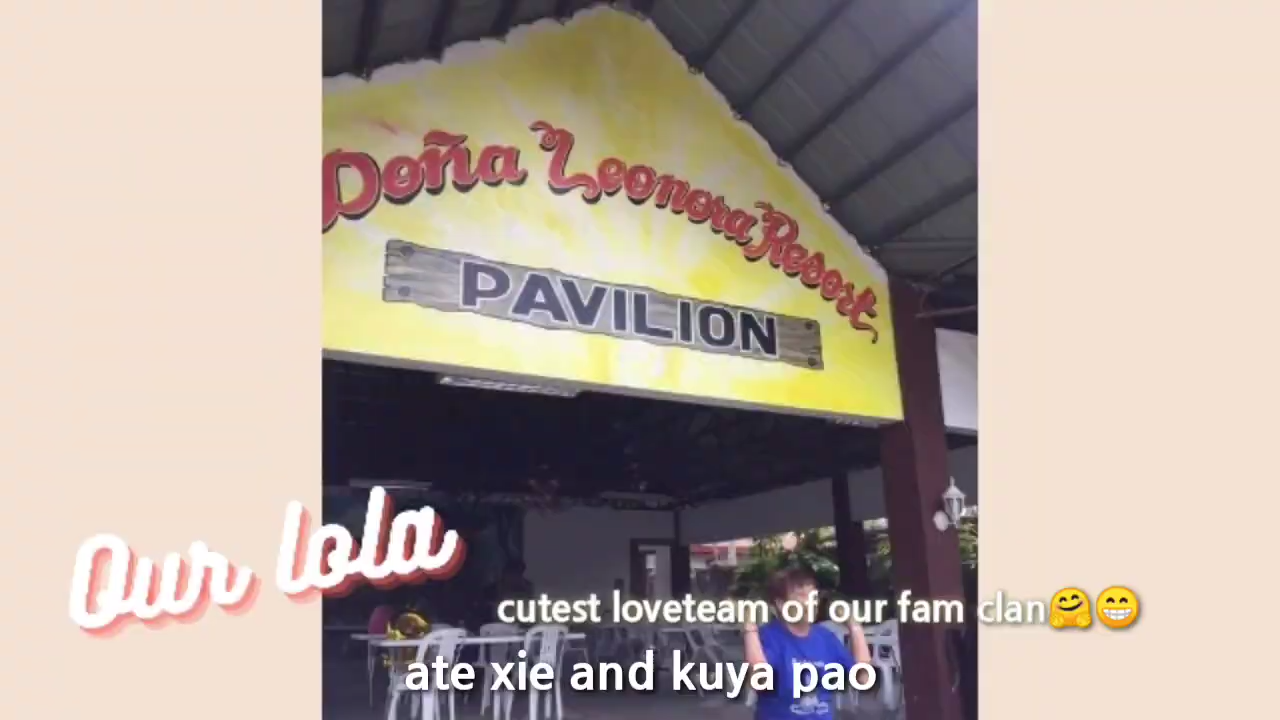 Doña Leonora Resort
PAVILION
Our lola
cutest loveteam of our fam clan🤗😁
ate xie and kuya pao